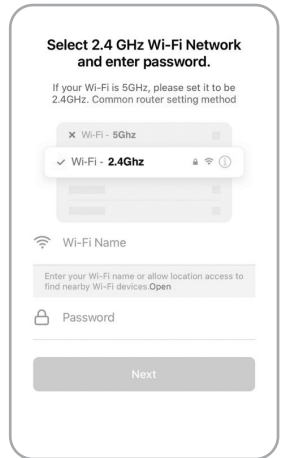 Select 2.4 GHz Wi-Fi Network
and enter password.
If your Wi-Fi is 5GHz, please set it to be
2.4GHz. Common router setting method
Wi-Fi - 5Ghz
Wi-Fi - 2.4Ghz
Wi-Fi Name
Enter your Wi-Fi name or allow location access to
find nearby Wi-Fi devices.Open
Password
Next